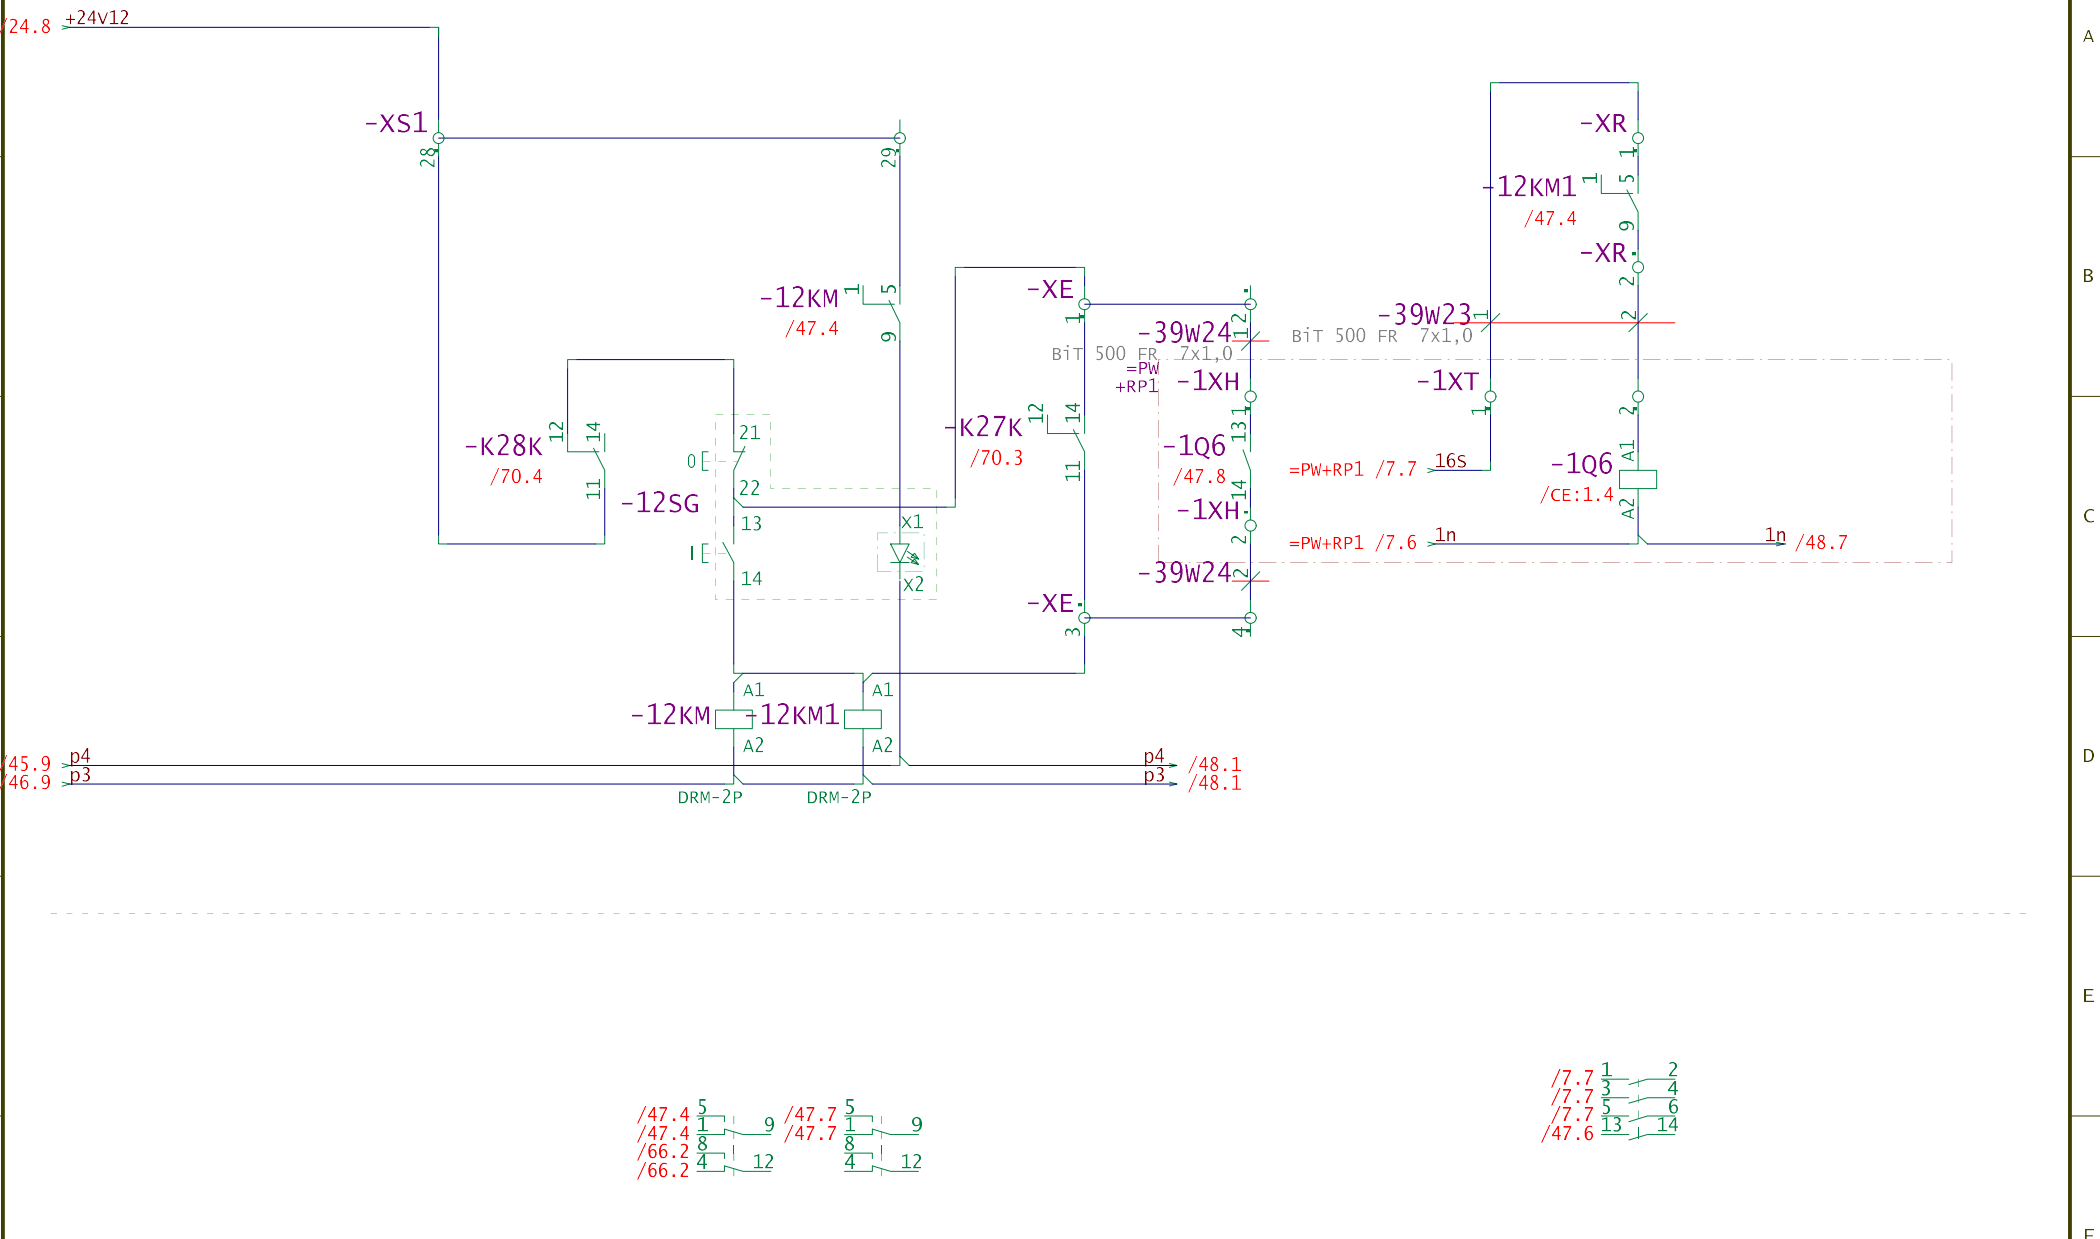 +24V12
/24.8
A
-XS1
28
29
-XR
1
-12KM1
1
5
/47.4
9
-XR
2
B
-12KM
1
5
/47.4
9
-XE
1
2
-39W24
1
BiT 500 FR 7x1,0
-39W23
1
2
BiT 500 FR 7x1,0
=PW
+RP1
-1XH
1
-1XT
1
2
-K28K
12
14
/70.4
11
21
0
22
-12SG
13
I
14
X1
X2
-K27K
12
14
/70.3
11
-1Q6
13
/47.8
14
-1XH
2
-39W24
2
=PW+RP1 /7.7
16S
-1Q6
A1
/CE:1.4
A2
=PW+RP1 /7.6
1n
1n
/48.7
C
-XE
3
4
-12KM
A1
A2
-12KM1
A1
A2
/45.9
p4
p4
/48.1
/46.9
p3
p3
/48.1
DRM-2P
DRM-2P
D
E
/47.4 5
/47.4 1 9
/66.2 8
/66.2 4 12
/47.7 5
/47.7 1 9
8
4 12
/7.7 1 2
/7.7 3 4
/7.7 5 6
/47.6 13 14